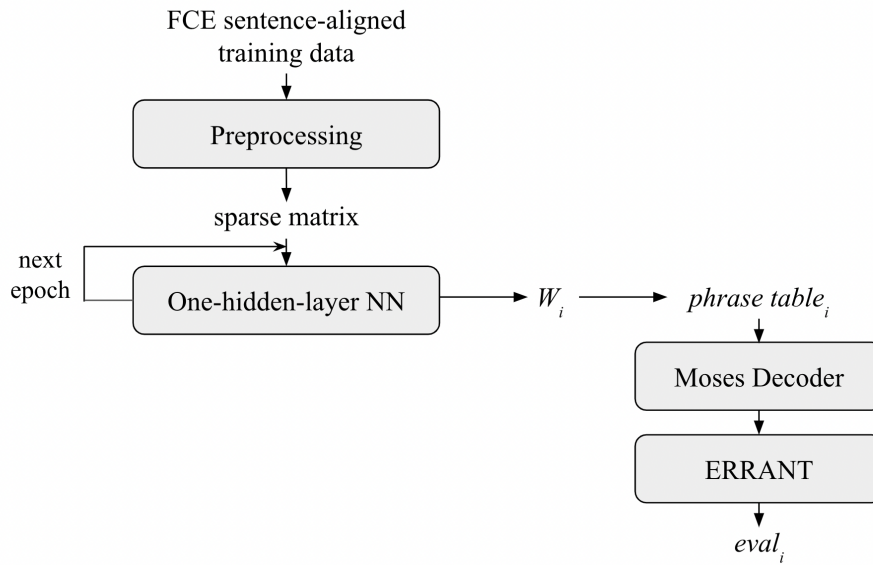 FCE sentence-aligned
training data
Preprocessing
sparse matrix
next
epoch
One-hidden-layer NN
W_i
phrase table_i
Moses Decoder
ERRANT
eval_i